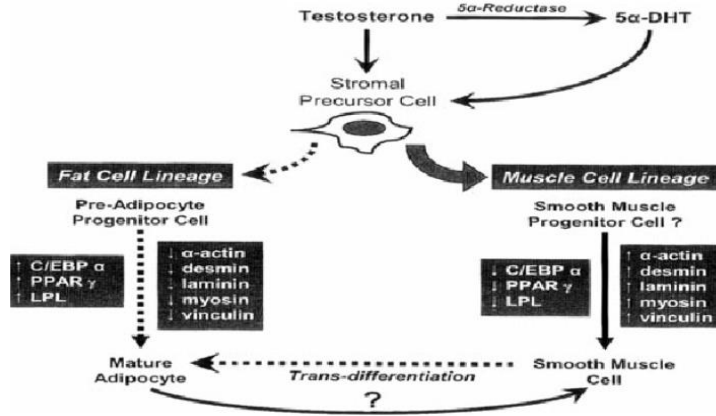 Testosterone
5α-Reductase
5α-DHT
Stromal
Precursor Cell
Fat Cell Lineage
Muscle Cell Lineage
Pre-Adipocyte
Progenitor Cell
Smooth Muscle
Progenitor Cell ?
↑ C/EBP α
↑ PPAR γ
↑ LPL
↓ α-actin
↓ desmin
↓ laminin
↓ myosin
↓ vinculin
↓ C/EBP α
↓ PPAR γ
↓ LPL
↑ α-actin
↑ desmin
↑ laminin
↑ myosin
↑ vinculin
Mature
Adipocyte
Trans-differentiation
Smooth Muscle
Cell
?